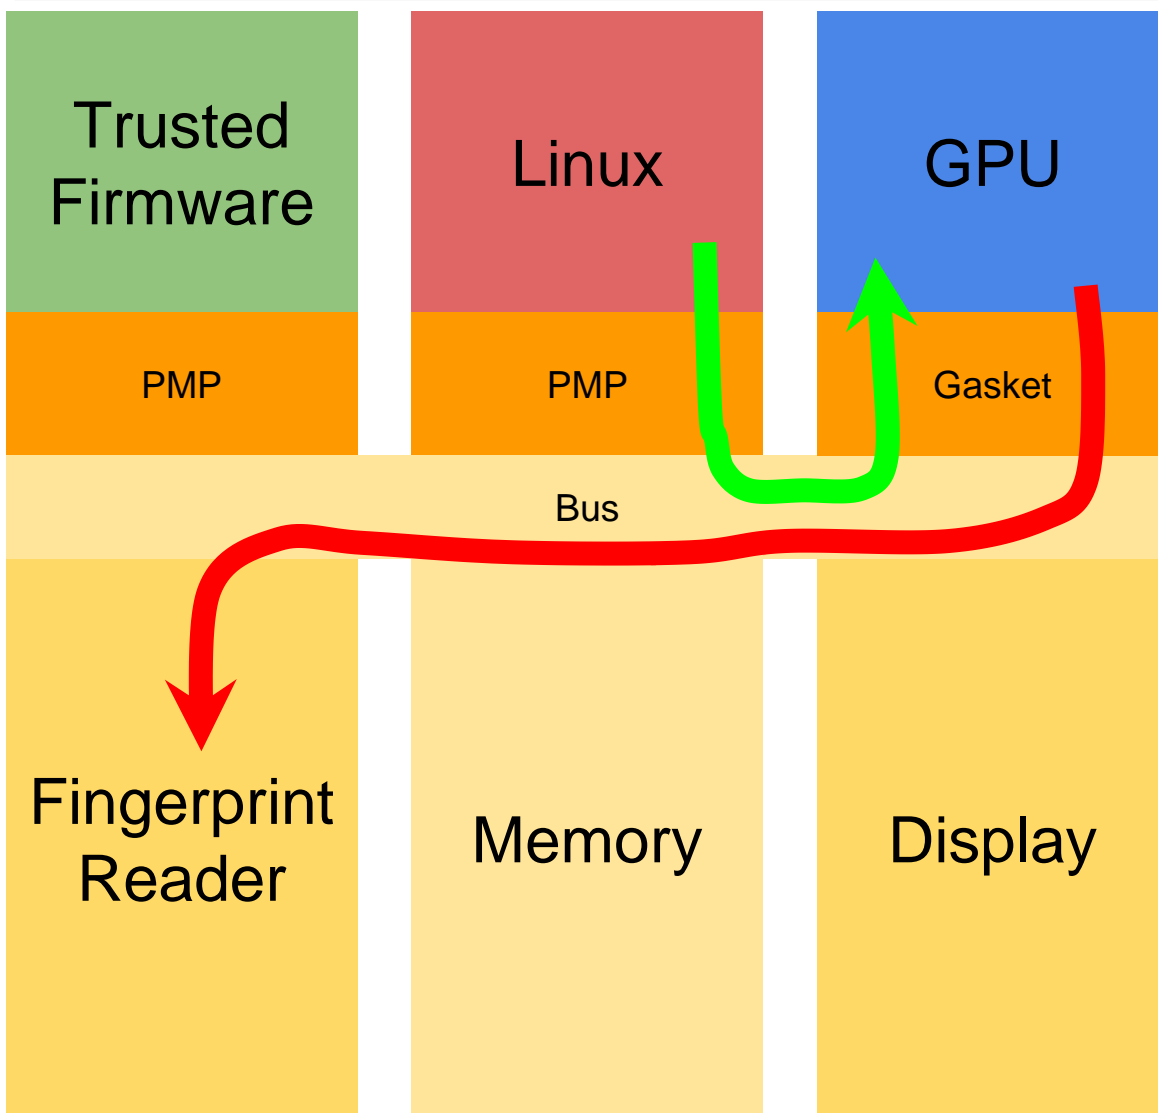 Trusted
Firmware
Linux
GPU
PMP
PMP
Gasket
Bus
Fingerprint
Reader
Memory
Display